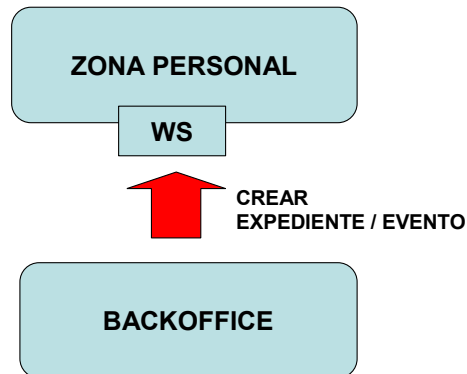 ZONA PERSONAL
WS
CREAR
EXPEDIENTE / EVENTO
BACKOFFICE